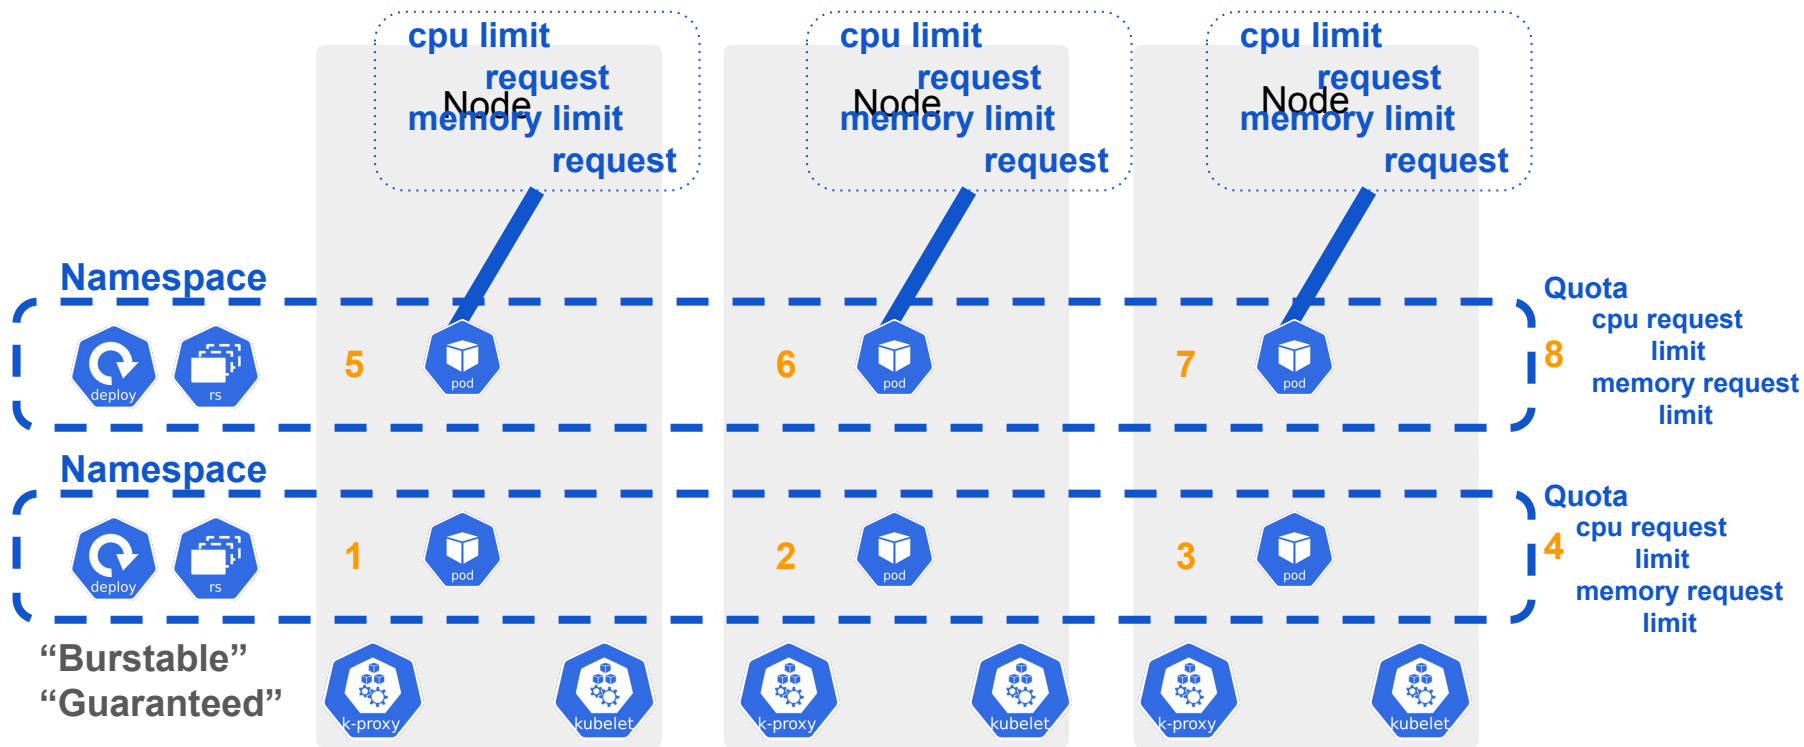 cpu limit
request
Node
memory limit
request
cpu limit
request
Node
memory limit
request
cpu limit
request
Node
memory limit
request
Namespace
deploy
rs
5
pod
6
pod
7
pod
Quota
cpu request
limit
8
memory request
limit
Namespace
deploy
rs
1
pod
2
pod
3
pod
Quota
cpu request
limit
4
memory request
limit
“Burstable”
“Guaranteed”
k-proxy
kubelet
k-proxy
kubelet
k-proxy
kubelet